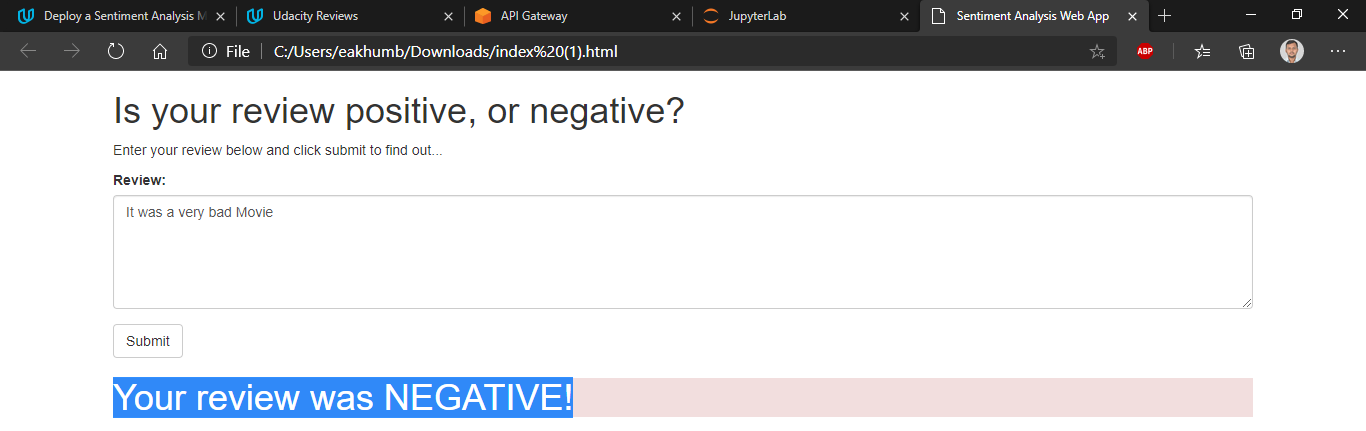 Deploy a Sentiment Analysis M
Udacity Reviews
API Gateway
JupyterLab
Sentiment Analysis Web App
File
C:/Users/eakhumb/Downloads/index%20(1).html
ABP
Is your review positive, or negative?
Enter your review below and click submit to find out...
Review:
It was a very bad Movie
Submit
Your review was NEGATIVE!